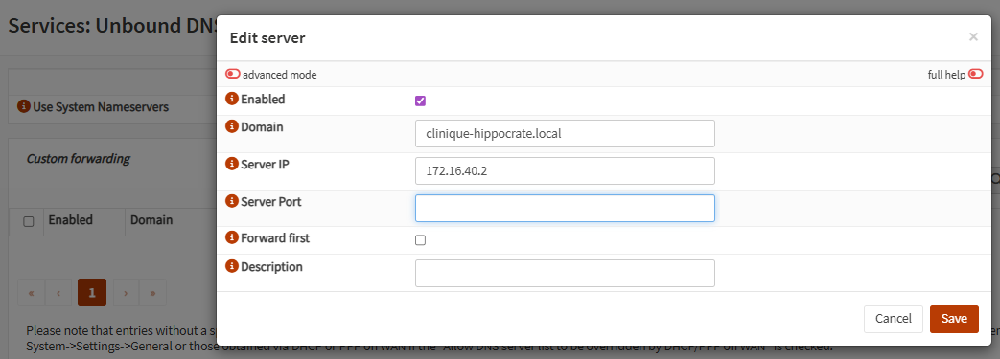 Services: Unbound DN
Edit server
×
advanced mode
full help
Use System Nameservers
Enabled
Domain
clinique-hippocrate.local
Custom forwarding
Server IP
172.16.40.2
Server Port
Enabled
Domain
Forward first
Description
« ‹ 1 › »
Cancel
Save
Please note that entries without a s
System->Settings->General or those obtained via DHCP or PPP on WAN if the "Allow DNS server list to be overridden by DHCP/PPP on WAN" is checked.